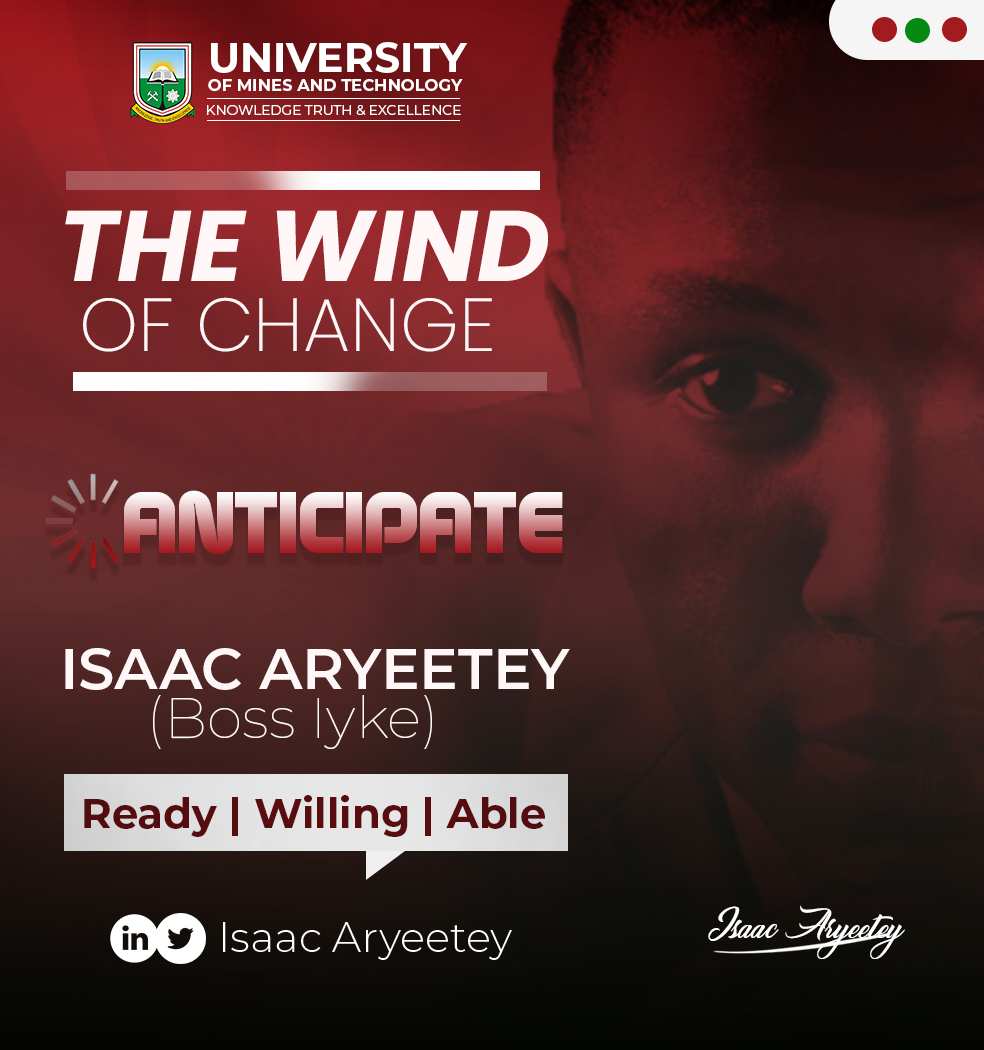 UNIVERSITY
OF MINES AND TECHNOLOGY
KNOWLEDGE TRUTH & EXCELLENCE
THE WIND
OF CHANGE
ANTICIPATE
ISAAC ARYEETEY
(Boss Iyke)
Ready | Willing | Able
in Isaac Aryeetey
Isaac Aryeetey